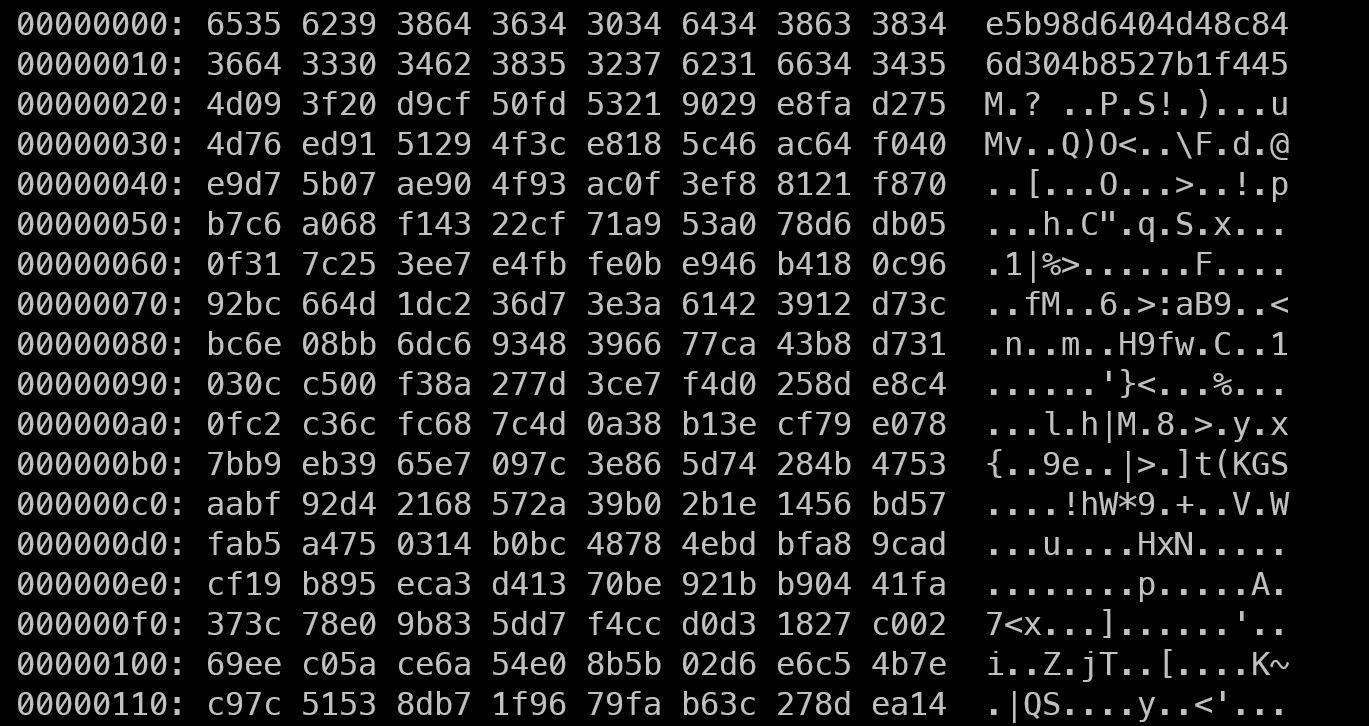 00000000: 6535 6239 3864 3634 3034 6434 3863 3834  e5b98d6404d48c84
00000010: 3664 3330 3462 3835 3237 6231 6634 3435  6d304b8527b1f445
00000020: 4d09 3f20 d9cf 50fd 5321 9029 e8fa d275  M.? ..P.S!.)...u
00000030: 4d76 ed91 5129 4f3c e818 5c46 ac64 f040  Mv..Q)O<..\F.d.@
00000040: e9d7 5b07 ae90 4f93 ac0f 3ef8 8121 f870  ..[...O...>..!.p
00000050: b7c6 a068 f143 22cf 71a9 53a0 78d6 db05  ...h.C".q.S.x...
00000060: 0f31 7c25 3ee7 e4fb fe0b e946 b418 0c96  .1|%>......F....
00000070: 92bc 664d 1dc2 36d7 3e3a 6142 3912 d73c  ..fM..6.>:aB9..<
00000080: bc6e 08bb 6dc6 9348 3966 77ca 43b8 d731  .n..m..H9fw.C..1
00000090: 030c c500 f38a 277d 3ce7 f4d0 258d e8c4  ......'}<...%...
000000a0: 0fc2 c36c fc68 7c4d 0a38 b13e cf79 e078  ...l.h|M.8.>.y.x
000000b0: 7bb9 eb39 65e7 097c 3e86 5d74 284b 4753  {..9e..|>.]t(KGS
000000c0: aabf 92d4 2168 572a 39b0 2b1e 1456 bd57  ....!hW*9.+..V.W
000000d0: fab5 a475 0314 b0bc 4878 4ebd bfa8 9cad  ...u....HxN.....
000000e0: cf19 b895 eca3 d413 70be 921b b904 41fa  ........p.....A.
000000f0: 373c 78e0 9b83 5dd7 f4cc d0d3 1827 c002  7<x...]......'..
00000100: 69ee c05a ce6a 54e0 8b5b 02d6 e6c5 4b7e  i..Z.jT..[....K~
00000110: c97c 5153 8db7 1f96 79fa b63c 278d ea14  .|QS....y..<'...